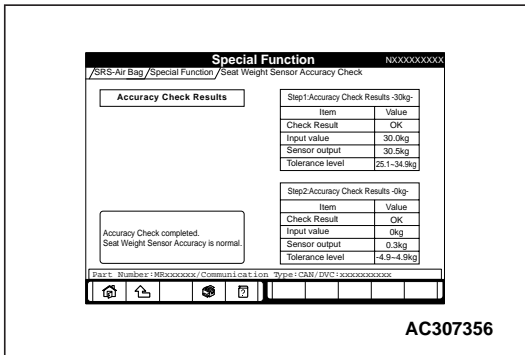 Special Function NXXXXXXXXX
/SRS-Air Bag /Special Function /Seat Weight Sensor Accuracy Check
Accuracy Check Results
Step1:Accuracy Check Results -30kg-
Item Value
Check Result OK
Input value 30.0kg
Sensor output 30.5kg
Tolerance level 25.1~34.9kg
Step2:Accuracy Check Results -0kg-
Item Value
Check Result OK
Input value 0kg
Sensor output 0.3kg
Tolerance level -4.9~4.9kg
Accuracy Check completed.
Seat Weight Sensor Accuracy is normal.
Part Number:MRxxxxxx/Communication Type:CAN/DVC:xxxxxxxxxx
?
AC307356